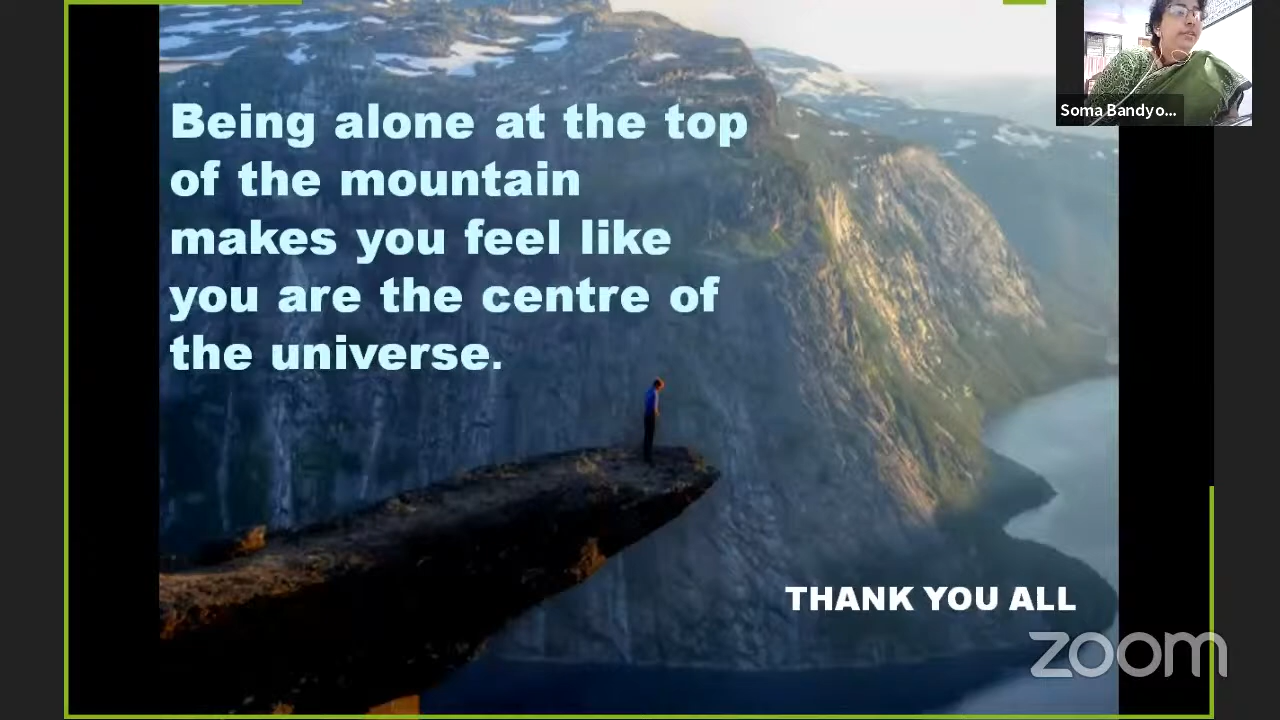 Being alone at the top
of the mountain
makes you feel like
you are the centre of
the universe.
THANK YOU ALL
Soma Bandyo...
zoom